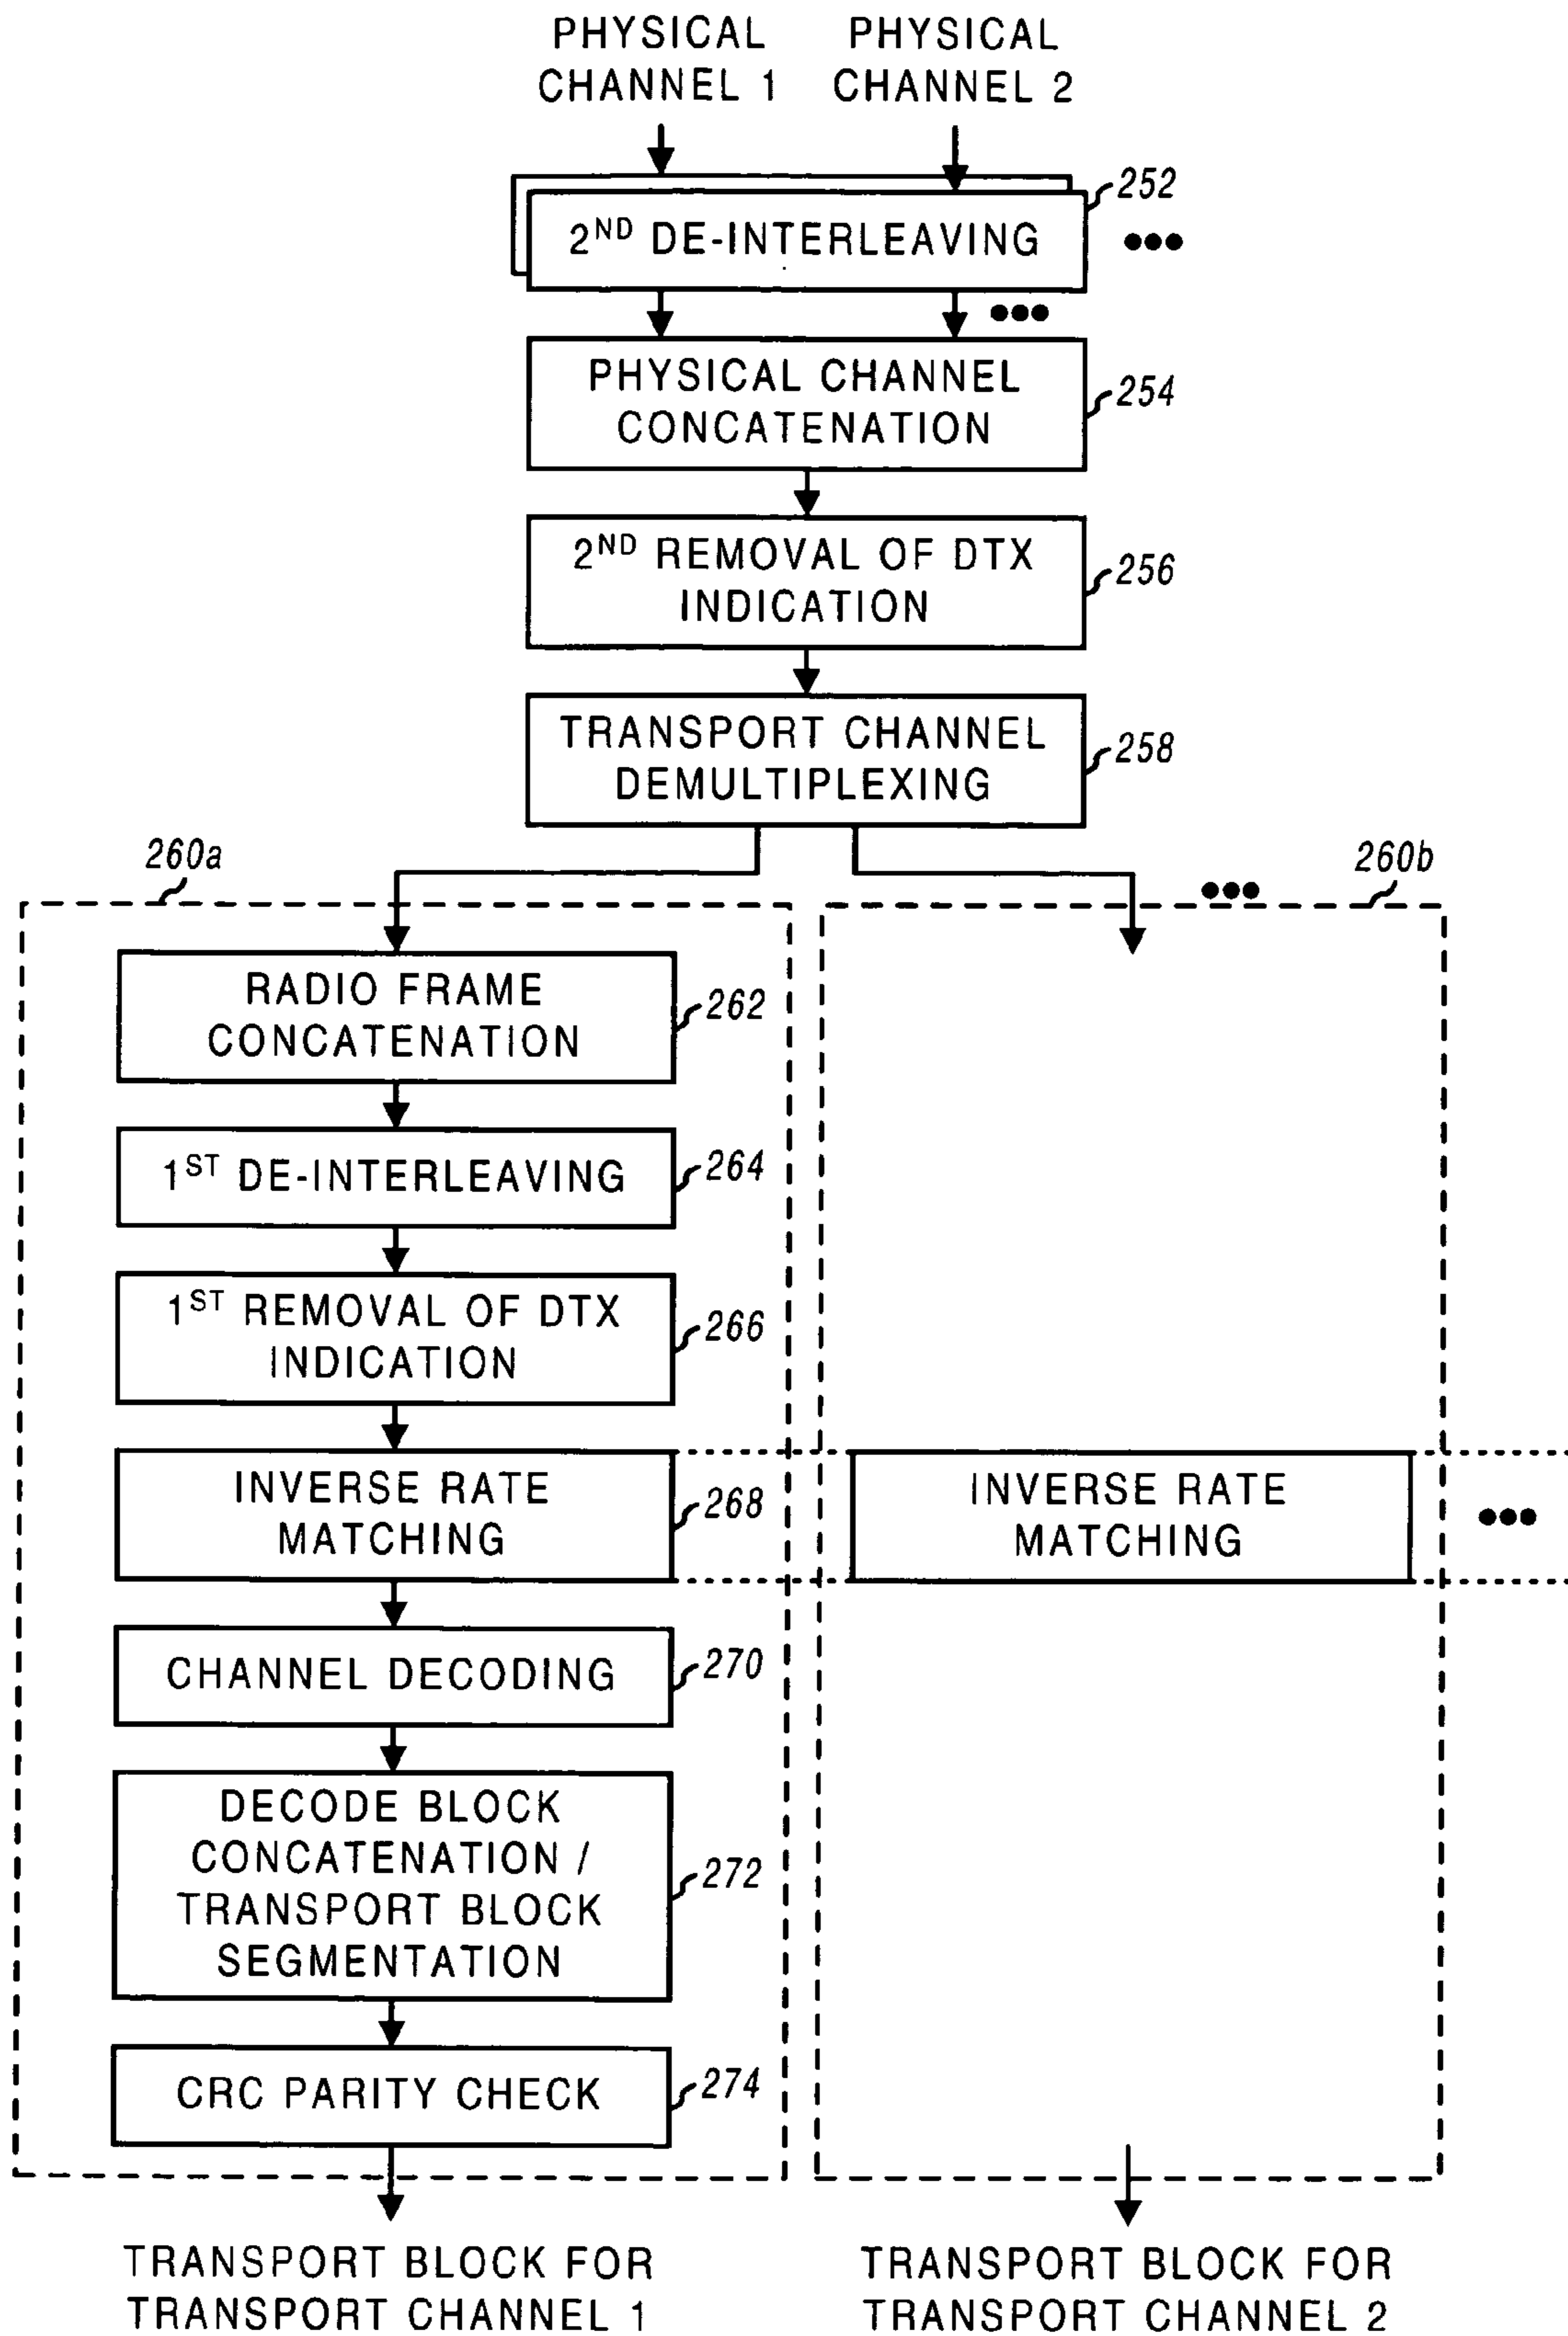 PHYSICAL
CHANNEL 1
PHYSICAL
CHANNEL 2
252
2ND DE-INTERLEAVING
PHYSICAL CHANNEL
CONCATENATION
254
2ND REMOVAL OF DTX
INDICATION
256
TRANSPORT CHANNEL
DEMULTIPLEXING
258
260a
260b
RADIO FRAME
CONCATENATION
262
1ST DE-INTERLEAVING
264
1ST REMOVAL OF DTX
INDICATION
266
INVERSE RATE
MATCHING
268
INVERSE RATE
MATCHING
CHANNEL DECODING
270
DECODE BLOCK
CONCATENATION /
TRANSPORT BLOCK
SEGMENTATION
272
CRC PARITY CHECK
274
TRANSPORT BLOCK FOR
TRANSPORT CHANNEL 1
TRANSPORT BLOCK FOR
TRANSPORT CHANNEL 2